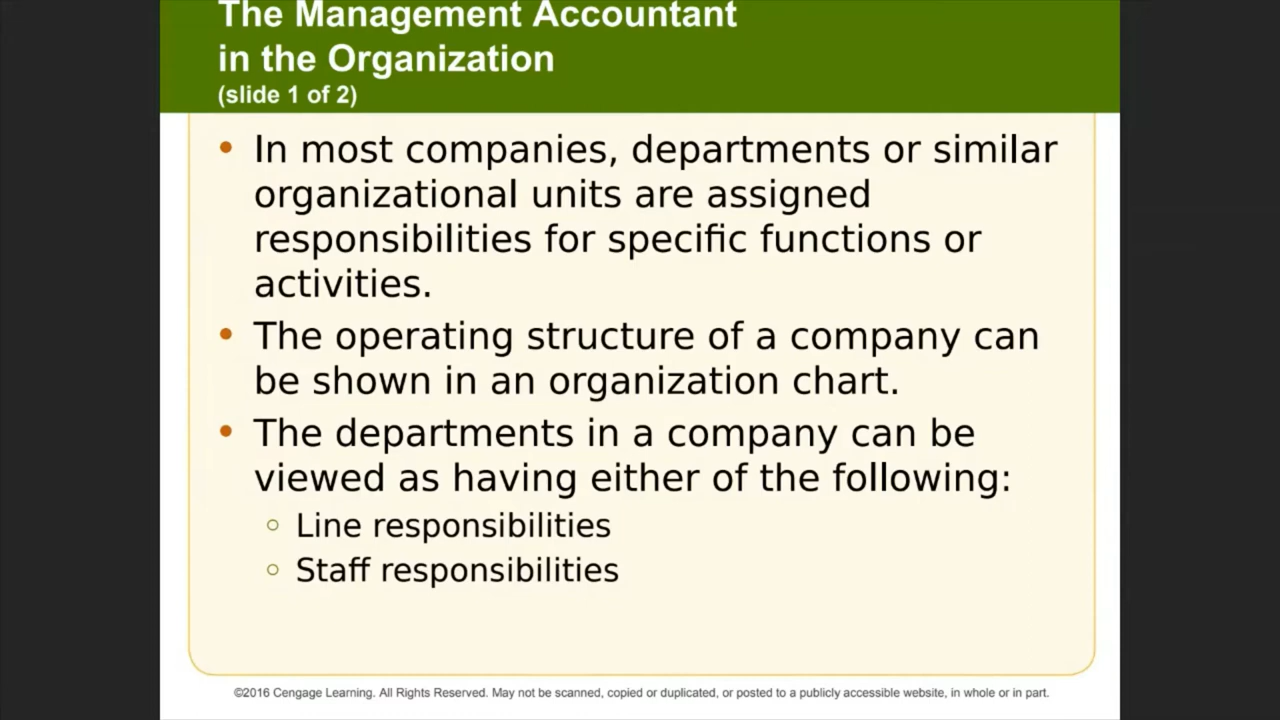 The Management Accountant
in the Organization
(slide 1 of 2)
• In most companies, departments or similar
organizational units are assigned
responsibilities for specific functions or
activities.
• The operating structure of a company can
be shown in an organization chart.
• The departments in a company can be
viewed as having either of the following:
○ Line responsibilities
○ Staff responsibilities
©2016 Cengage Learning. All Rights Reserved. May not be scanned, copied or duplicated, or posted to a publicly accessible website, in whole or in part.